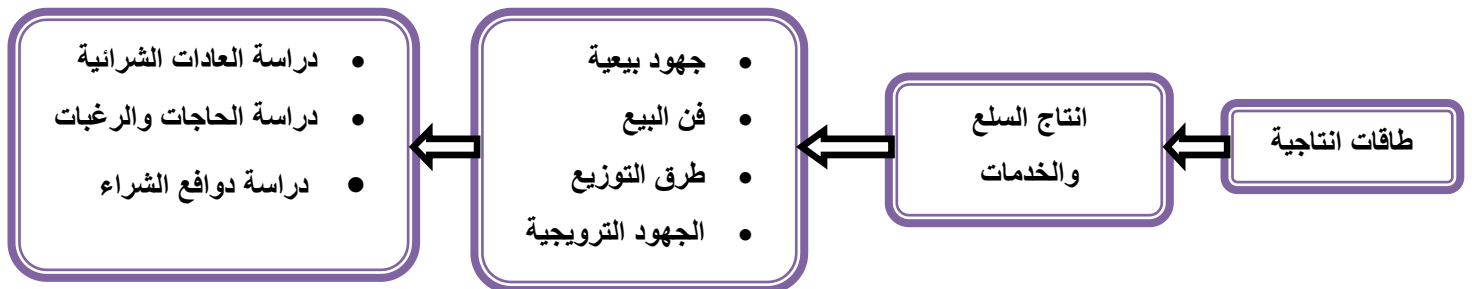 طاقات انتاجية
انتاج السلع
والخدمات
• جهود بيعية
• فن البيع
• طرق التوزيع
• الجهود الترويجية
• دراسة العادات الشرائية
• دراسة الحاجات والرغبات
• دراسة دوافع الشراء